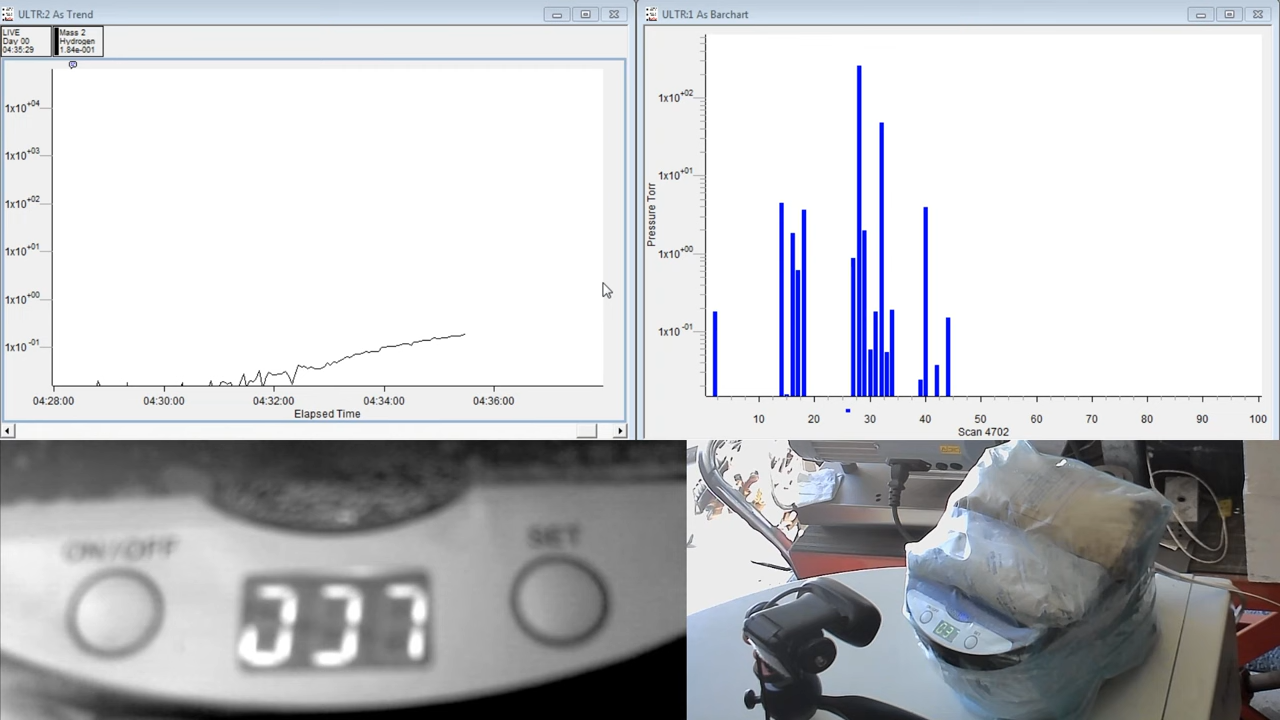 ULTR:2 As Trend
LIVE
Day 00
04:35:29
Mass 2
Hydrogen
1.84e-001
1x10+04
1x10+03
1x10+02
1x10+01
1x10+00
1x10-01
04:28:00 04:30:00 04:32:00 04:34:00 04:36:00
Elapsed Time
ULTR:1 As Barchart
Pressure Torr
1x10+02
1x10+01
1x10+00
1x10-01
10 20 30 40 50 60 70 80 90 100
Scan 4702
ON/OFF
SET